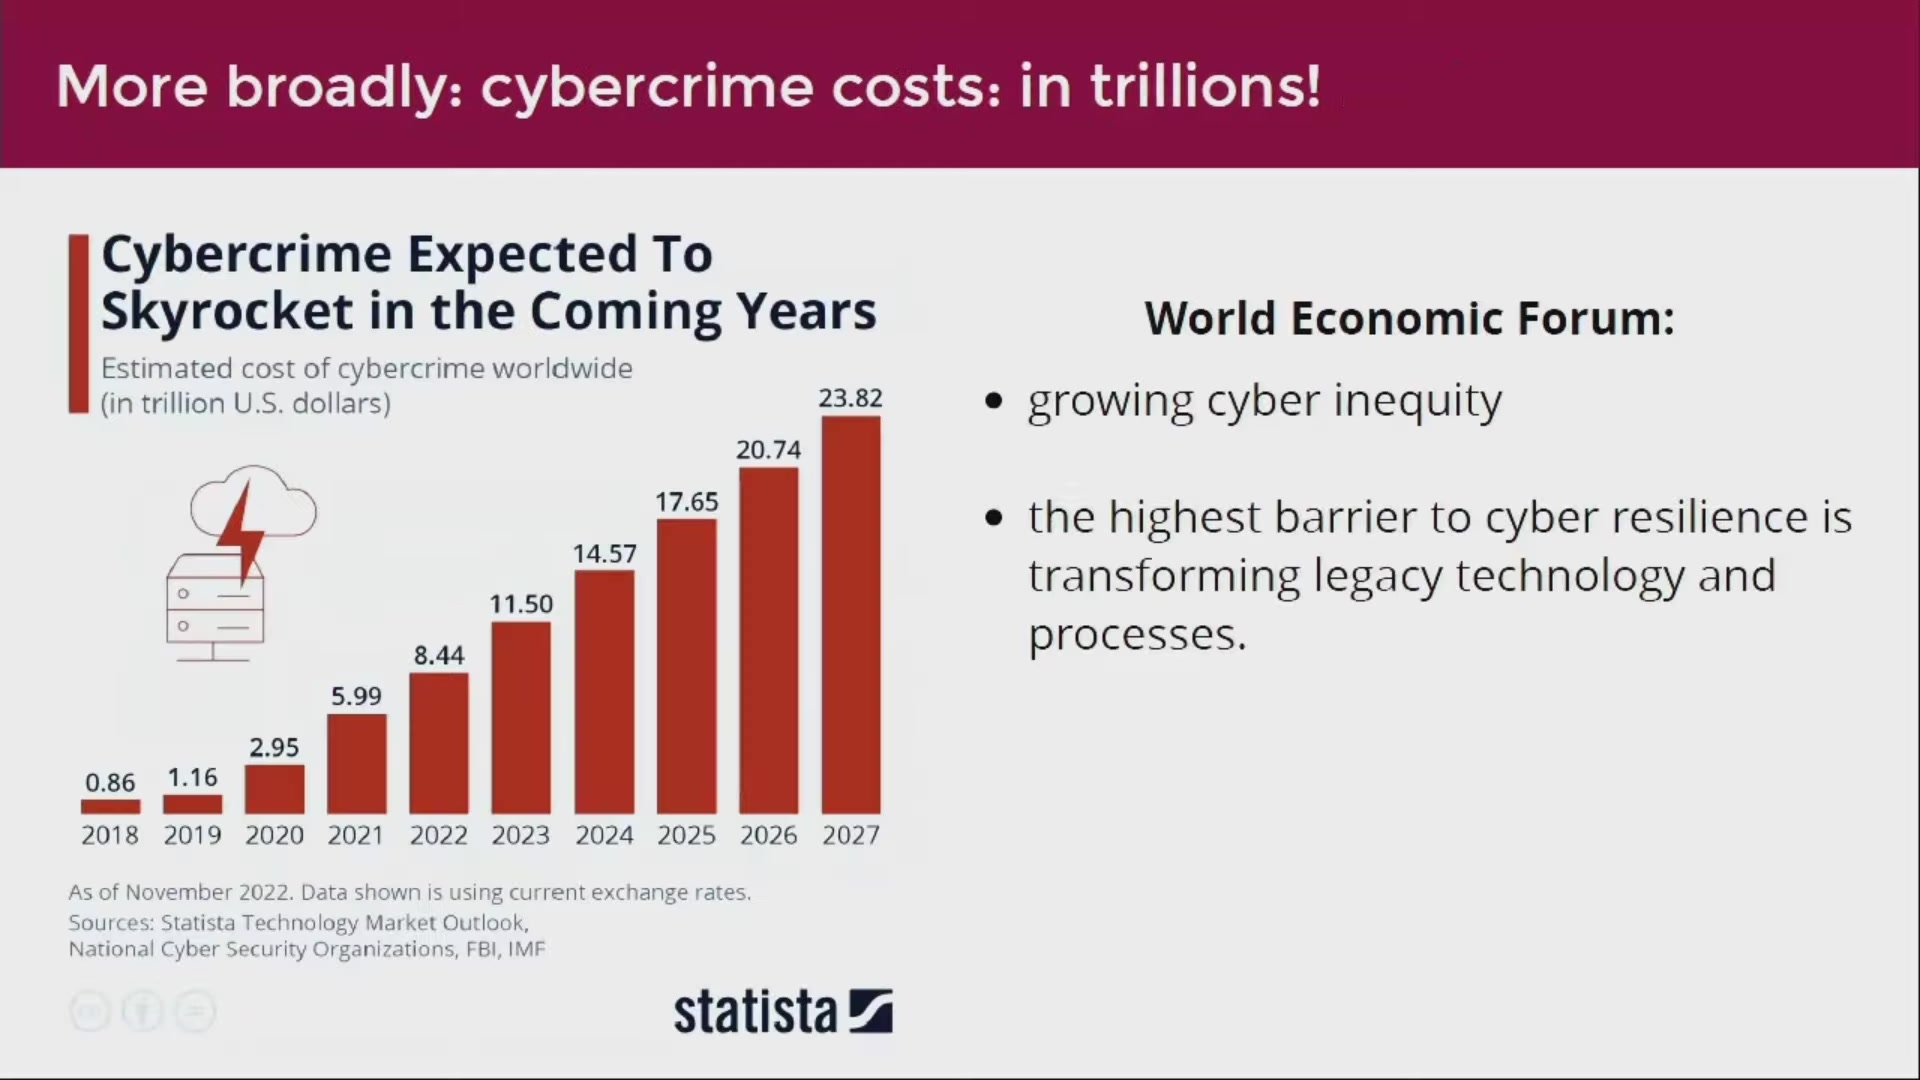 More broadly: cybercrime costs: in trillions!
Cybercrime Expected To
Skyrocket in the Coming Years
Estimated cost of cybercrime worldwide
(in trillion U.S. dollars)
0.86
1.16
2.95
5.99
8.44
11.50
14.57
17.65
20.74
23.82
2018 2019 2020 2021 2022 2023 2024 2025 2026 2027
As of November 2022. Data shown is using current exchange rates.
Sources: Statista Technology Market Outlook,
National Cyber Security Organizations, FBI, IMF
statista
World Economic Forum:
• growing cyber inequity
• the highest barrier to cyber resilience is
transforming legacy technology and
processes.